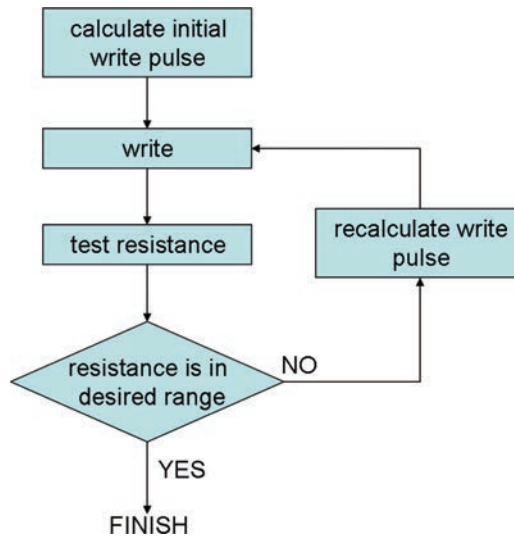 calculate initial
write pulse
write
test resistance
recalculate write
pulse
resistance is in
desired range
NO
YES
FINISH